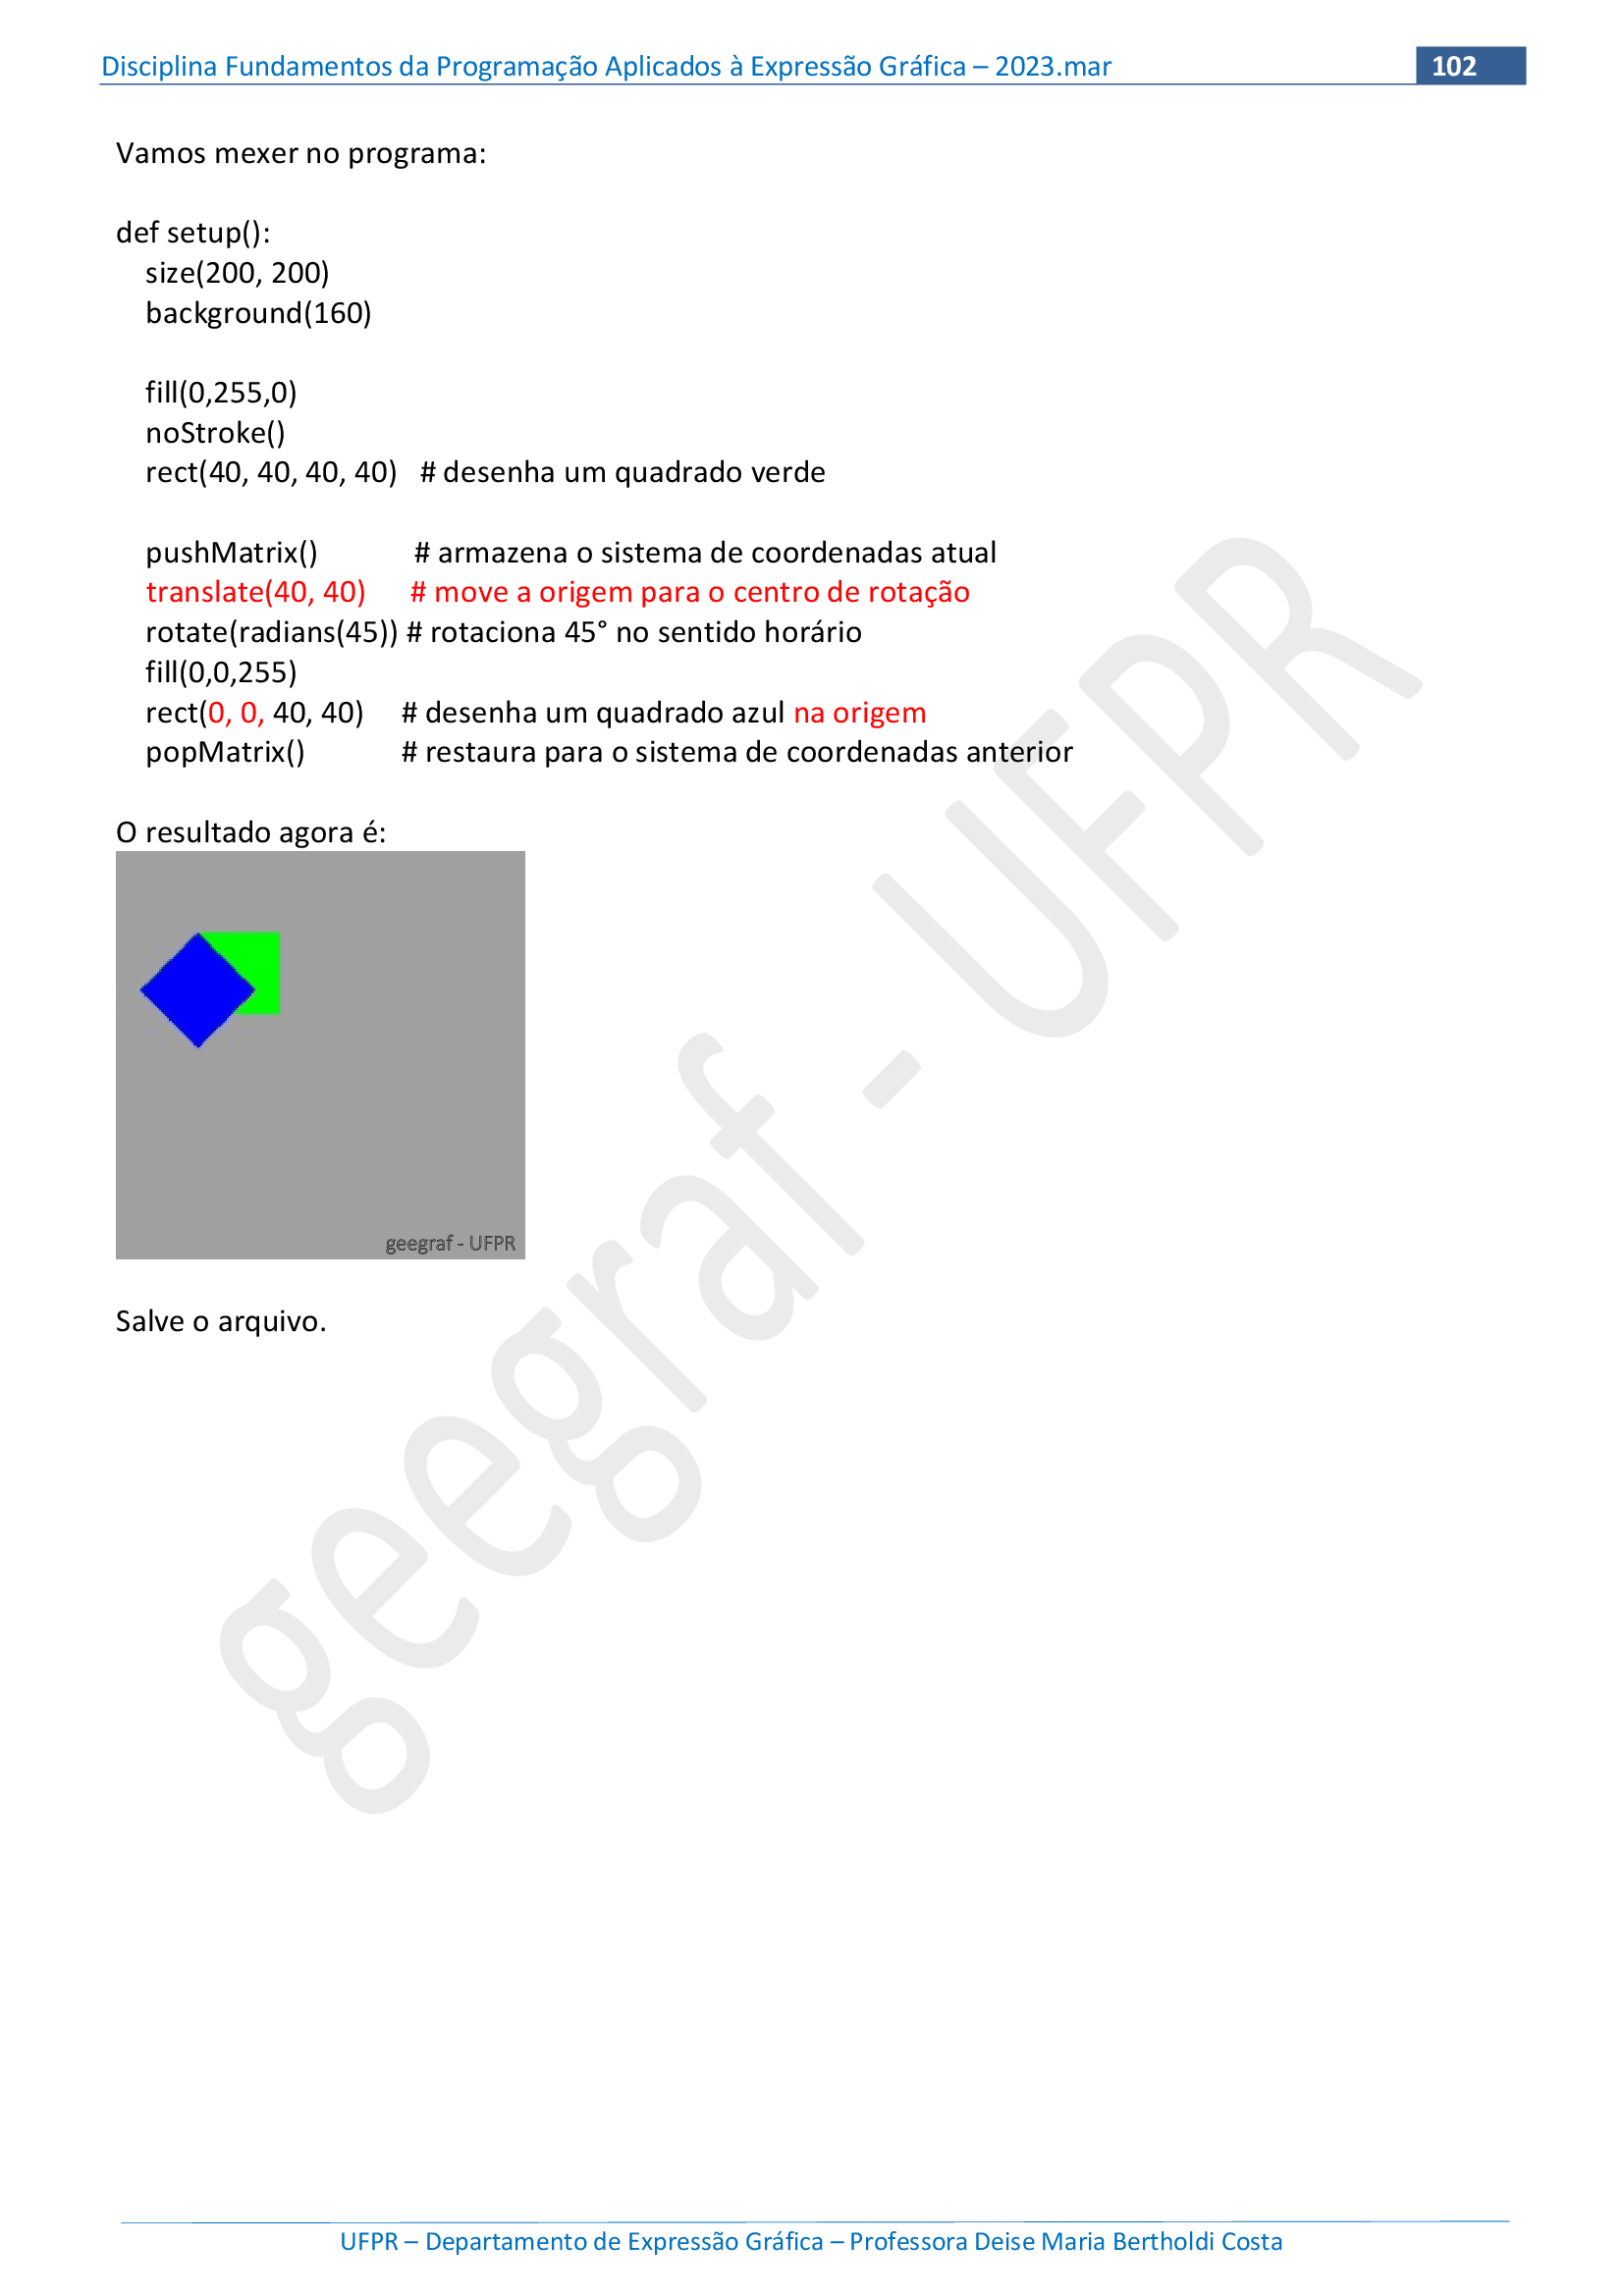 Disciplina Fundamentos da Programação Aplicados à Expressão Gráfica – 2023.mar 102
Vamos mexer no programa:
def setup():
size(200, 200)
background(160)
fill(0,255,0)
noStroke()
rect(40, 40, 40, 40) # desenha um quadrado verde
pushMatrix() # armazena o sistema de coordenadas atual
translate(40, 40) # move a origem para o centro de rotação
rotate(radians(45)) # rotaciona 45° no sentido horário
fill(0,0,255)
rect(0, 0, 40, 40) # desenha um quadrado azul na origem
popMatrix() # restaura para o sistema de coordenadas anterior
O resultado agora é:
geegraf - UFPR
Salve o arquivo.
geegraf - UFPR
UFPR – Departamento de Expressão Gráfica – Professora Deise Maria Bertholdi Costa